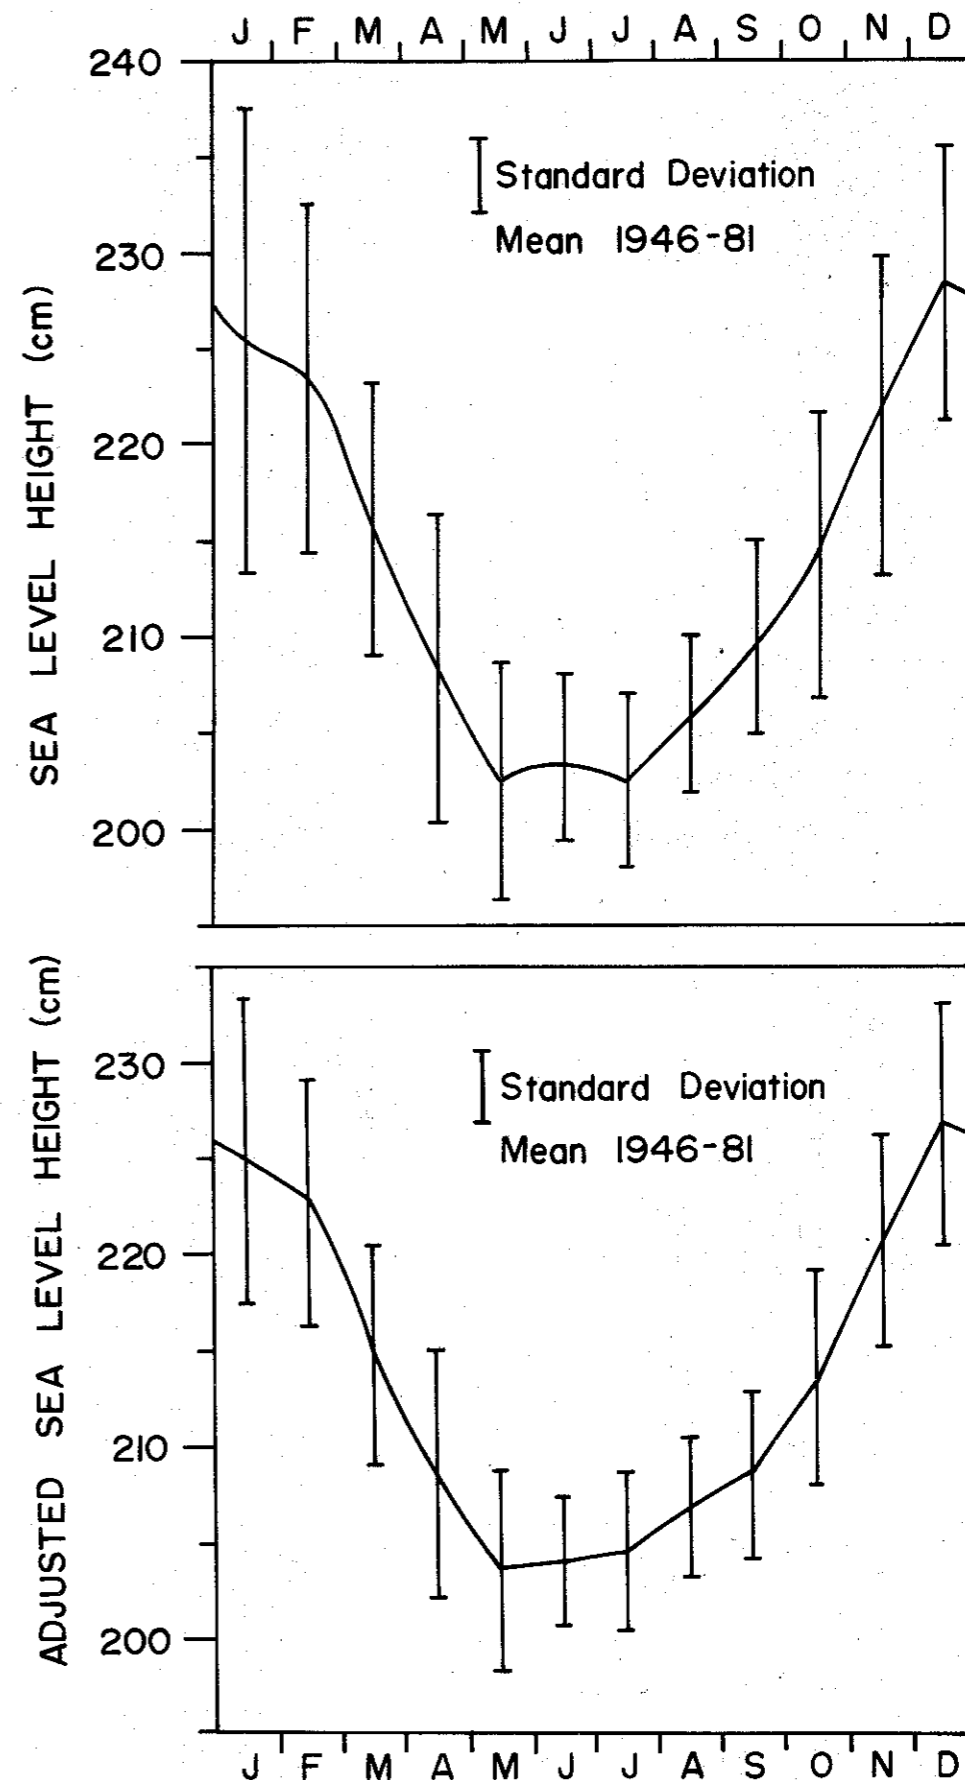 J F M A M J J A S O N D
240
230
220
210
200
SEA LEVEL HEIGHT (cm)
Standard Deviation
Mean 1946-81
230
220
210
200
ADJUSTED SEA LEVEL HEIGHT (cm)
Standard Deviation
Mean 1946-81
J F M A M J J A S O N D